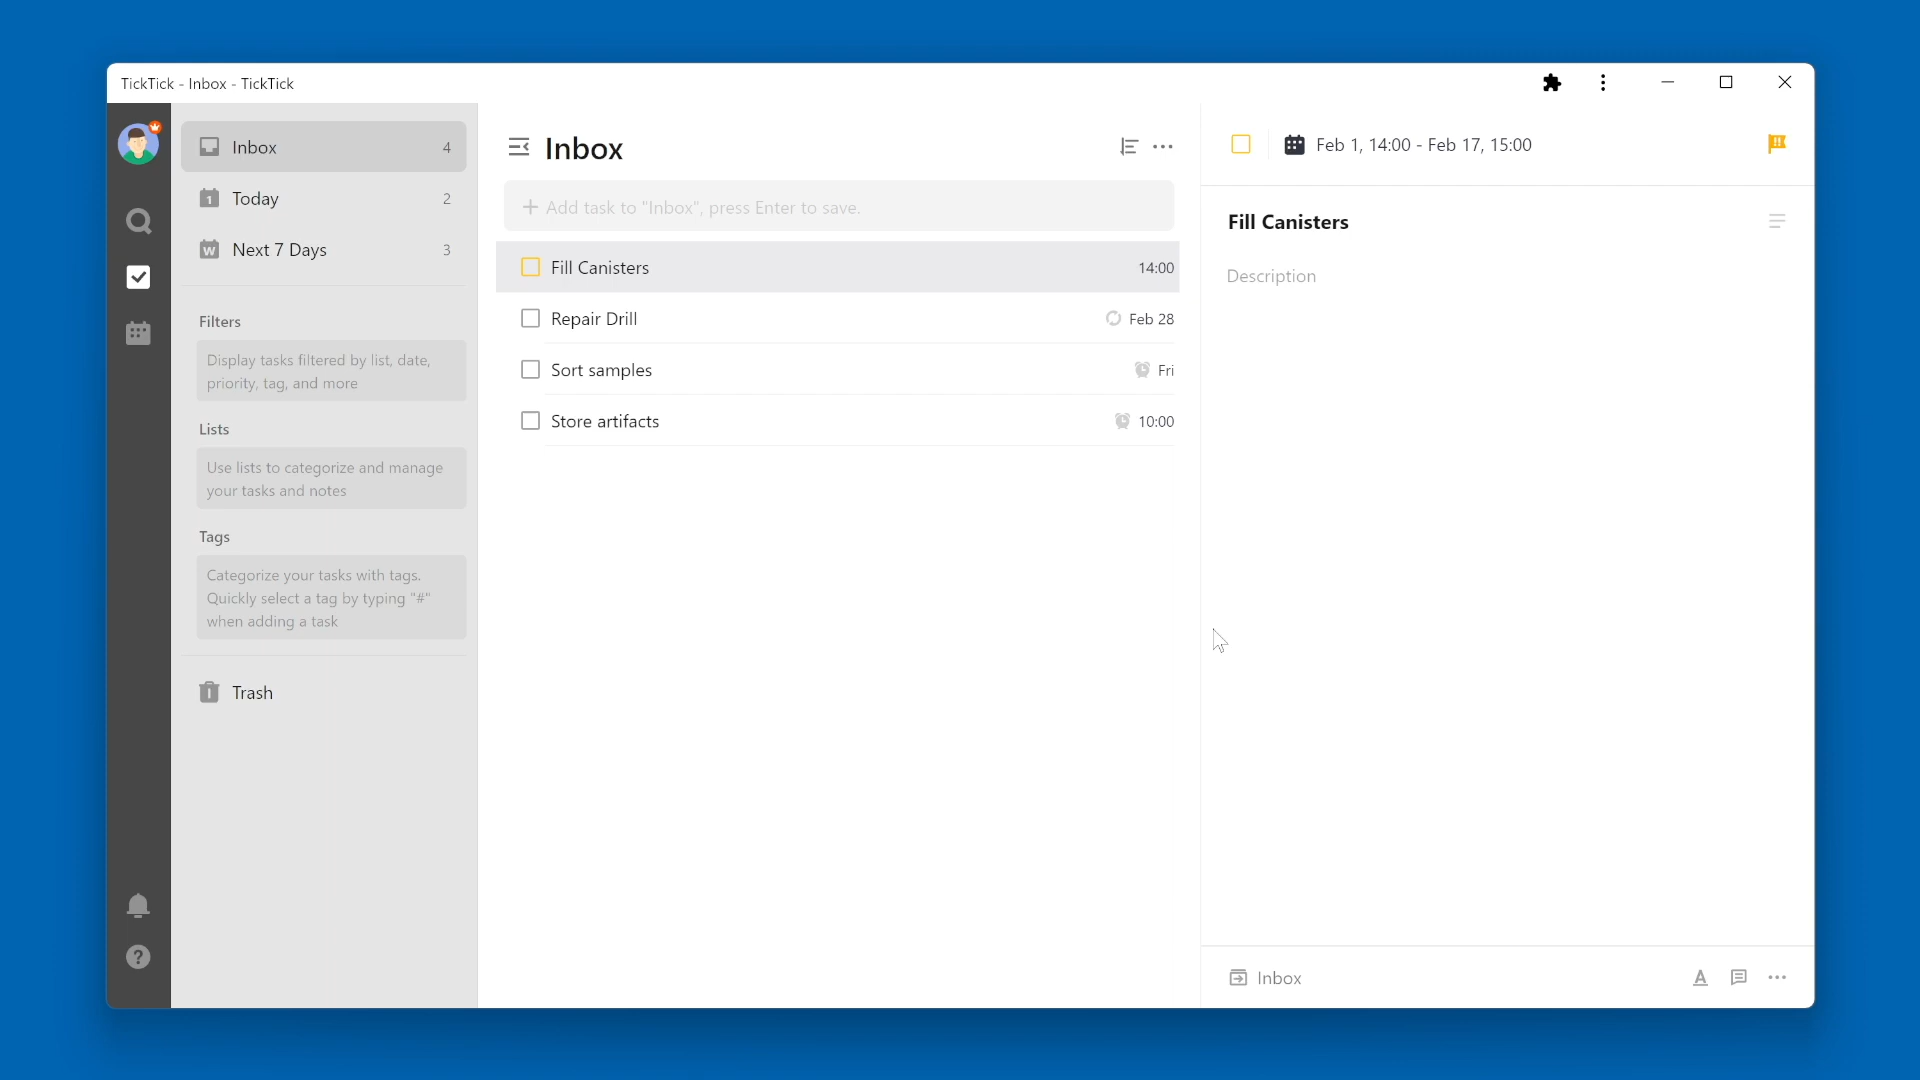 TickTick - Inbox - TickTick
Inbox 4
1 Today 2
W Next 7 Days 3
Filters
Display tasks filtered by list, date,
priority, tag, and more
Lists
Use lists to categorize and manage
your tasks and notes
Tags
Categorize your tasks with tags.
Quickly select a tag by typing "#"
when adding a task
Trash
?
Inbox
+ Add task to "Inbox", press Enter to save.
Fill Canisters 14:00
Repair Drill Feb 28
Sort samples Fri
Store artifacts 10:00
Feb 1, 14:00 - Feb 17, 15:00
!!
Fill Canisters
Description
Inbox
A